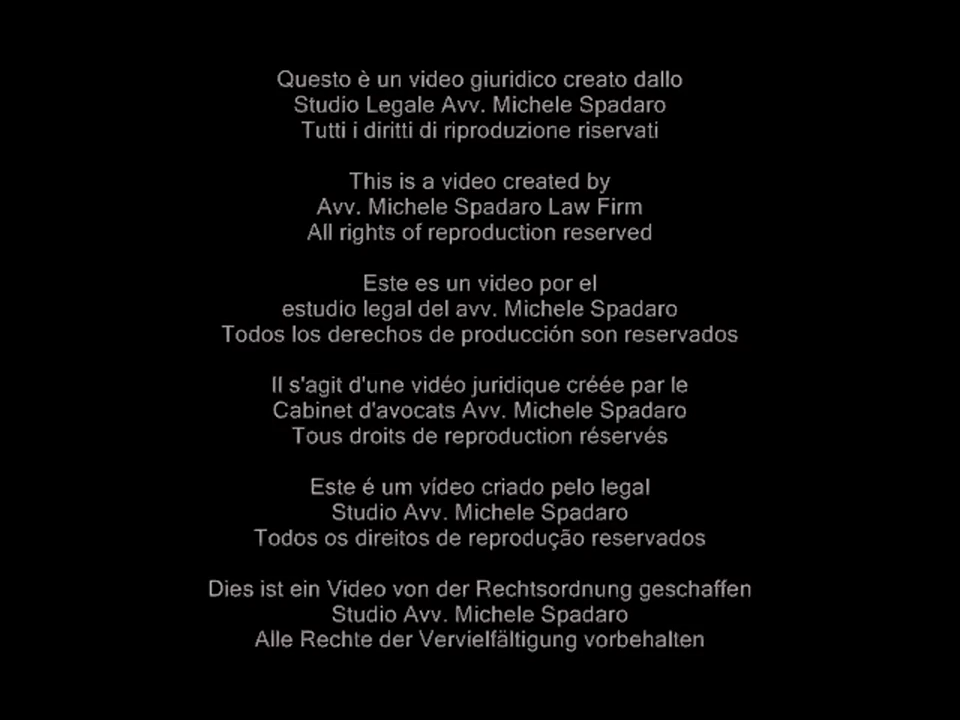 Questo è un video giuridico creato dallo
Studio Legale Avv. Michele Spadaro
Tutti i diritti di riproduzione riservati
This is a video created by
Avv. Michele Spadaro Law Firm
All rights of reproduction reserved
Este es un video por el
estudio legal del avv. Michele Spadaro
Todos los derechos de producción son reservados
Il s'agit d'une vidéo juridique créée par le
Cabinet d'avocats Avv. Michele Spadaro
Tous droits de reproduction réservés
Este é um vídeo criado pelo legal
Studio Avv. Michele Spadaro
Todos os direitos de reprodução reservados
Dies ist ein Video von der Rechtsordnung geschaffen
Studio Avv. Michele Spadaro
Alle Rechte der Vervielfältigung vorbehalten